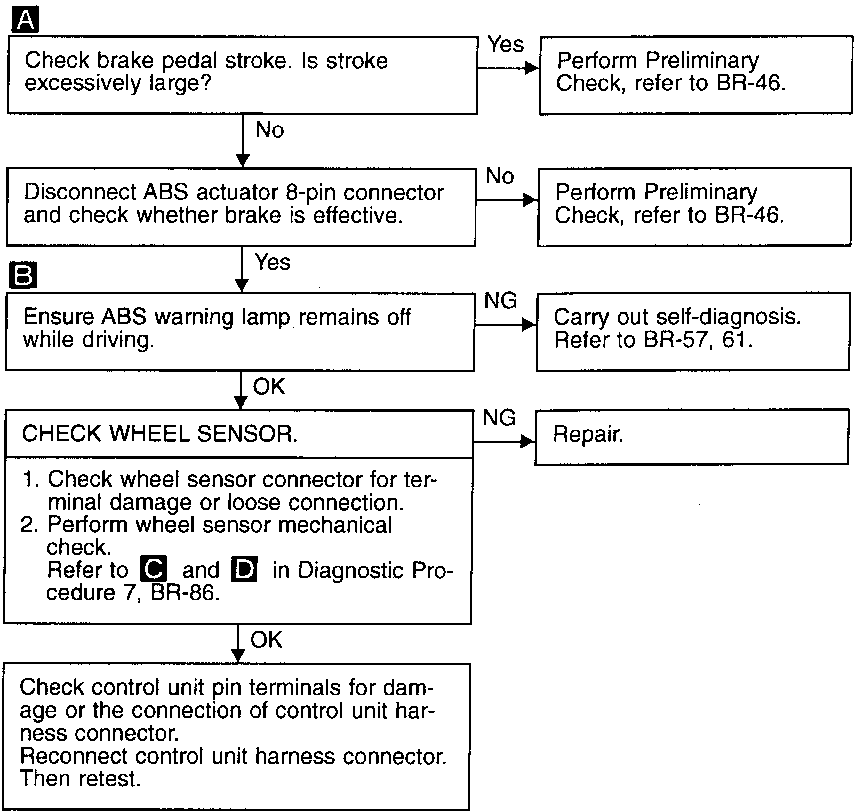 A
Check brake pedal stroke. Is stroke
excessively large?
Yes
Perform Preliminary
Check, refer to BR-46.
No
Disconnect ABS actuator 8-pin connector
and check whether brake is effective.
No
Perform Preliminary
Check, refer to BR-46.
Yes
B
Ensure ABS warning lamp remains off
while driving.
NG
Carry out self-diagnosis.
Refer to BR-57, 61.
OK
CHECK WHEEL SENSOR.
NG
Repair.
1. Check wheel sensor connector for ter-
minal damage or loose connection.
2. Perform wheel sensor mechanical
check.
Refer to C and D in Diagnostic Pro-
cedure 7, BR-86.
OK
Check control unit pin terminals for dam-
age or the connection of control unit har-
ness connector.
Reconnect control unit harness connector.
Then retest.